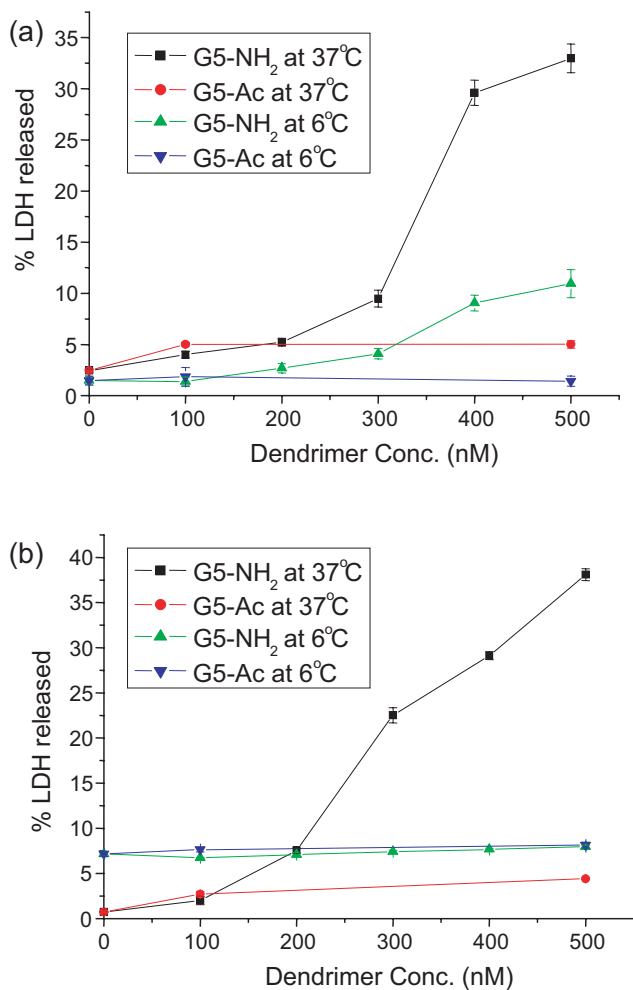 (a)
35
30
25
20
15
10
5
0
% LDH released
G5-NH₂ at 37°C
G5-Ac at 37°C
G5-NH₂ at 6°C
G5-Ac at 6°C
0 100 200 300 400 500
Dendrimer Conc. (nM)
(b)
40
35
30
25
20
15
10
5
0
% LDH released
G5-NH₂ at 37°C
G5-Ac at 37°C
G5-NH₂ at 6°C
G5-Ac at 6°C
0 100 200 300 400 500
Dendrimer Conc. (nM)